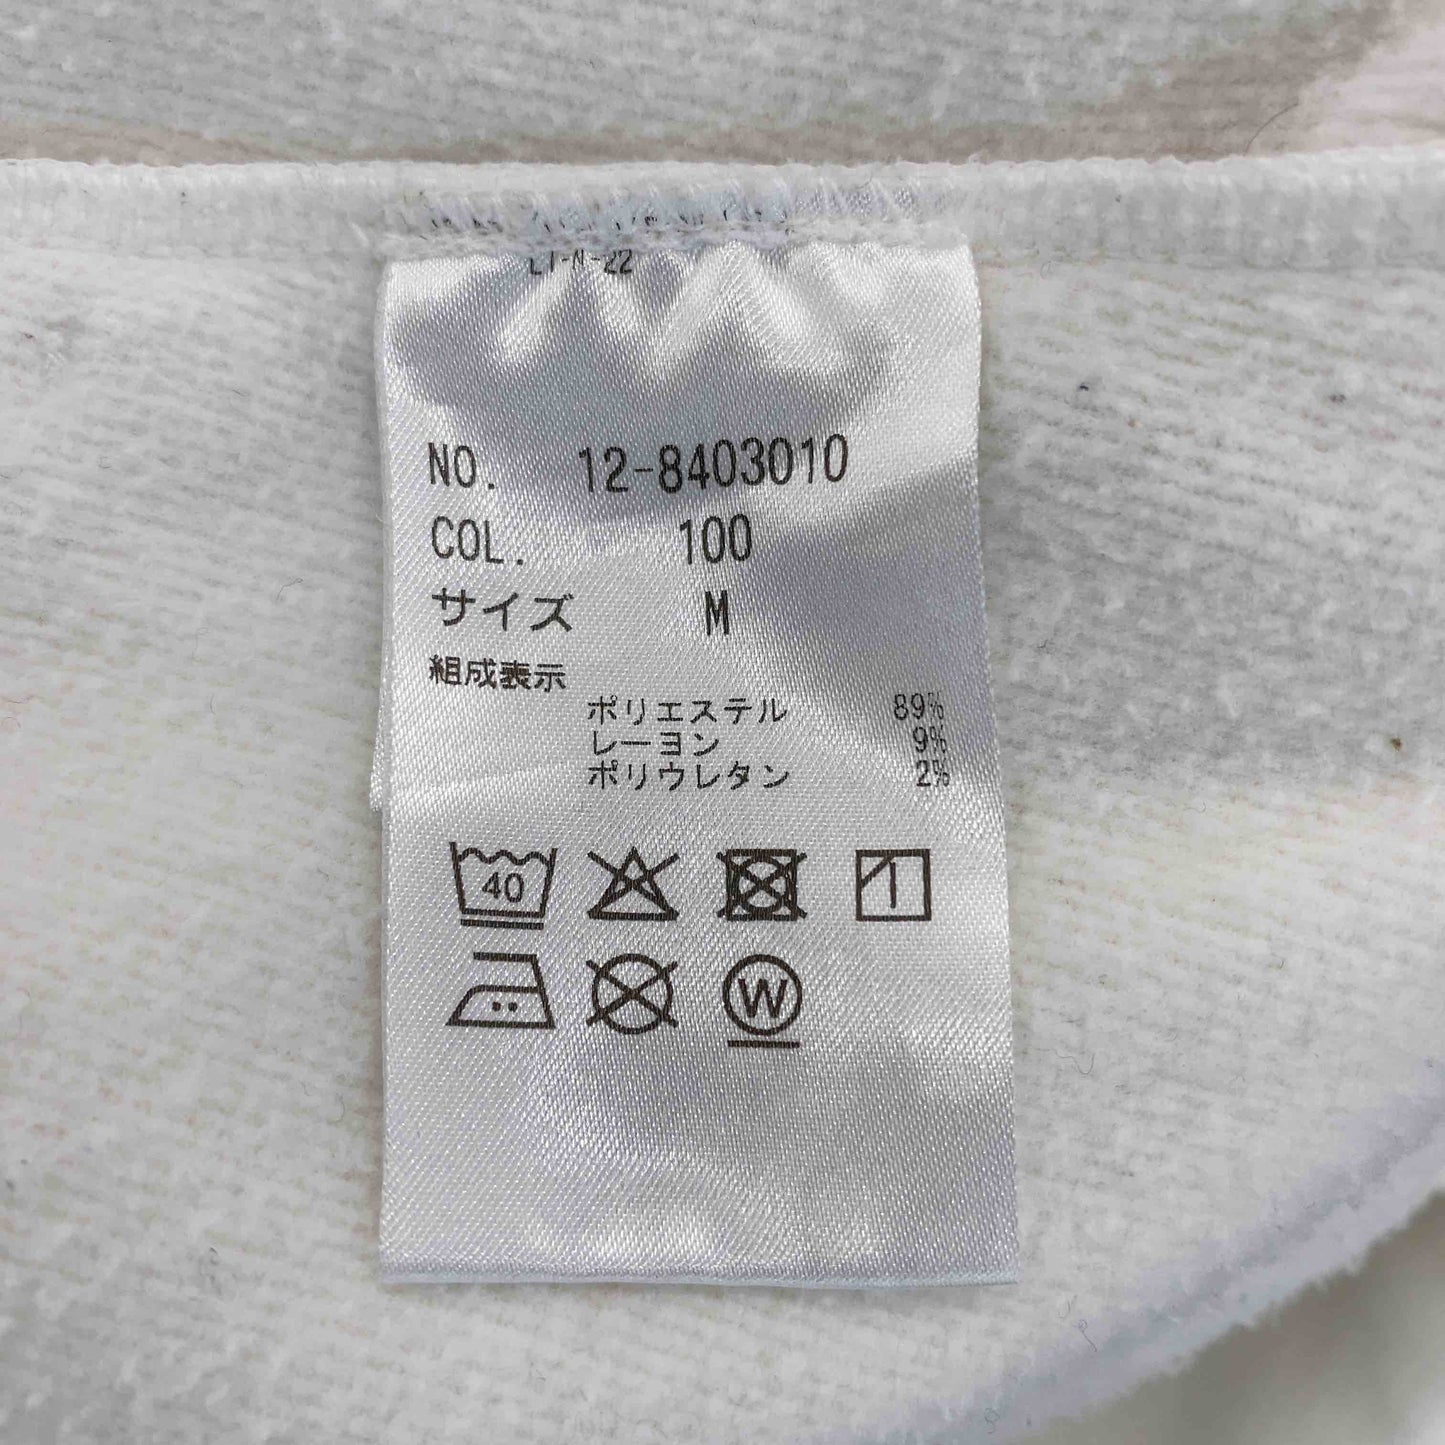 NO. 12-8403010
COL. 100
サイズ M
組成表示
ポリエステル 89%
レーヨン 9%
ポリウレタン 2%
40
W